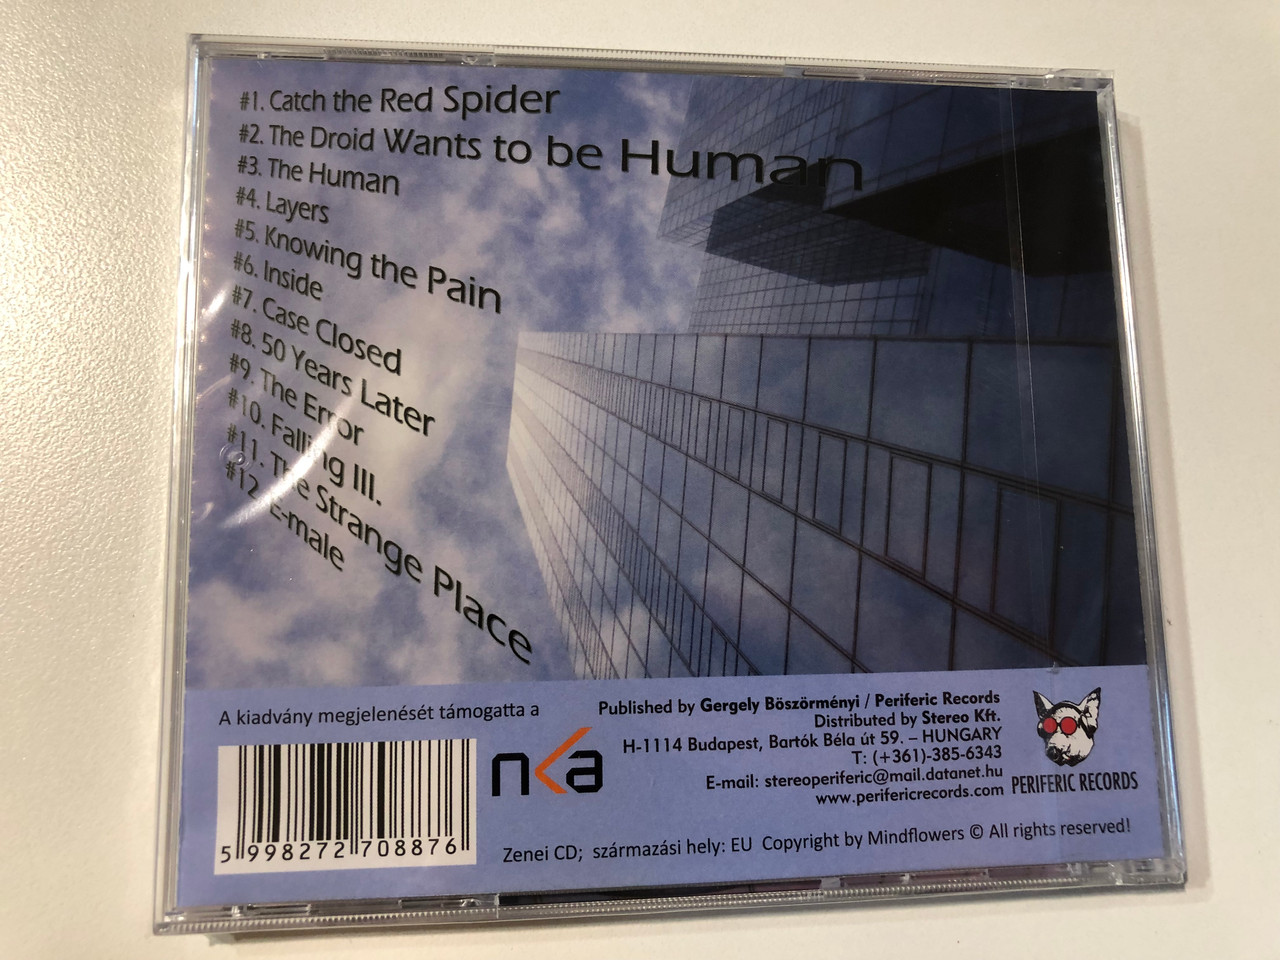 #1. Catch the Red Spider
#2. The Droid Wants to be Human
#3. The Human
#4. Layers
#5. Knowing the Pain
#6. Inside
#7. Case Closed
#8. 50 Years Later
#9. The Error
#10. Falling III.
#11. The Strange Place
#12. E-male
A kiadvány megjelenését támogatta a
nka
5 998272 708876
Published by Gergely Böszörményi / Periferic Records
Distributed by Stereo Kft.
H-1114 Budapest, Bartók Béla út 59. – HUNGARY
T: (+361)-385-6343
E-mail: stereoperiferic@mail.datanet.hu
www.perifericrecords.com
PERIFERIC RECORDS
Zenei CD; származási hely: EU Copyright by Mindflowers © All rights reserved!